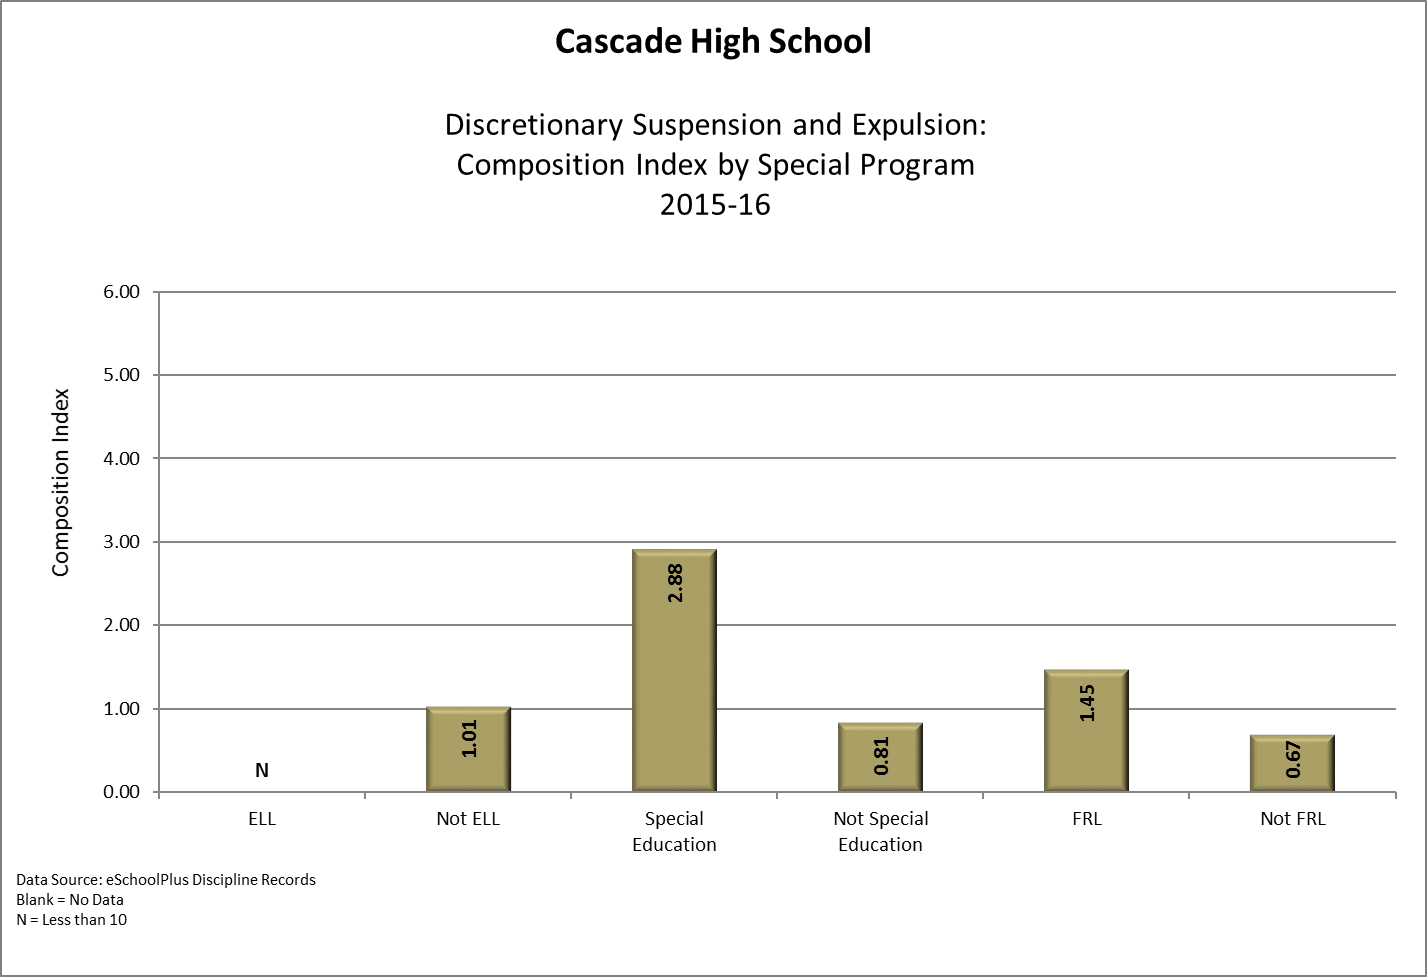 Cascade High School
Discretionary Suspension and Expulsion:
Composition Index by Special Program
2015-16
6.00
5.00
4.00
3.00
2.00
1.00
0.00
Composition Index
N
1.01
2.88
0.81
1.45
0.67
ELL
Not ELL
Special
Education
Not Special
Education
FRL
Not FRL
Data Source: eSchoolPlus Discipline Records
Blank = No Data
N = Less than 10